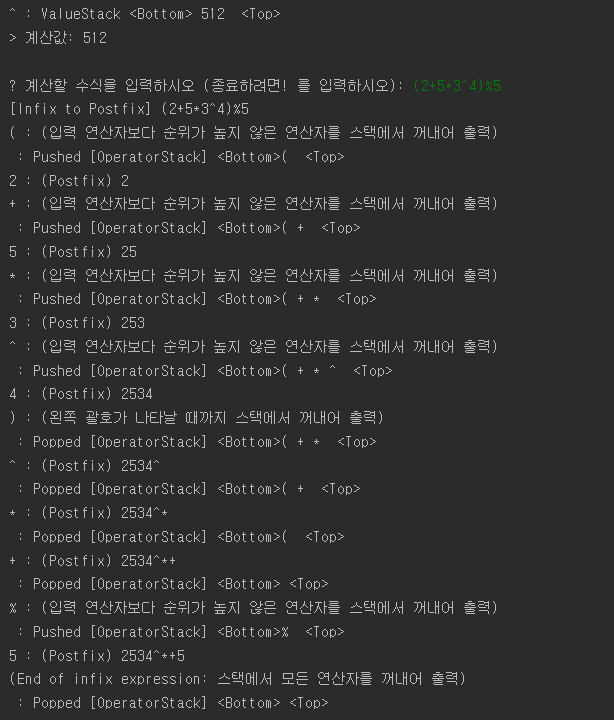 ^ : ValueStack <Bottom> 512  <Top>
> 계산값: 512
? 계산할 수식을 입력하시오 (종료하려면! 를 입력하시오): (2+5*3^4)%5
[Infix to Postfix] (2+5*3^4)%5
( : (입력 연산자보다 순위가 높지 않은 연산자를 스택에서 꺼내어 출력)
 : Pushed [OperatorStack] <Bottom>(  <Top>
2 : (Postfix) 2
+ : (입력 연산자보다 순위가 높지 않은 연산자를 스택에서 꺼내어 출력)
 : Pushed [OperatorStack] <Bottom>( +  <Top>
5 : (Postfix) 25
* : (입력 연산자보다 순위가 높지 않은 연산자를 스택에서 꺼내어 출력)
 : Pushed [OperatorStack] <Bottom>( + *  <Top>
3 : (Postfix) 253
^ : (입력 연산자보다 순위가 높지 않은 연산자를 스택에서 꺼내어 출력)
 : Pushed [OperatorStack] <Bottom>( + * ^  <Top>
4 : (Postfix) 2534
) : (왼쪽 괄호가 나타날 때까지 스택에서 꺼내어 출력)
 : Popped [OperatorStack] <Bottom>( + *  <Top>
^ : (Postfix) 2534^
 : Popped [OperatorStack] <Bottom>( +  <Top>
* : (Postfix) 2534^*
 : Popped [OperatorStack] <Bottom>(  <Top>
+ : (Postfix) 2534^*+
 : Popped [OperatorStack] <Bottom> <Top>
% : (입력 연산자보다 순위가 높지 않은 연산자를 스택에서 꺼내어 출력)
 : Pushed [OperatorStack] <Bottom>%  <Top>
5 : (Postfix) 2534^*+5
(End of infix expression: 스택에서 모든 연산자를 꺼내어 출력)
 : Popped [OperatorStack] <Bottom> <Top>